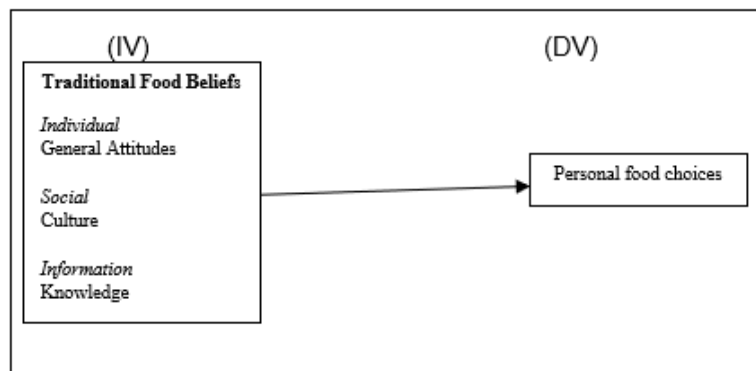 (IV)
(DV)
Traditional Food Beliefs
Individual
General Attitudes
Social
Culture
Information
Knowledge
Personal food choices